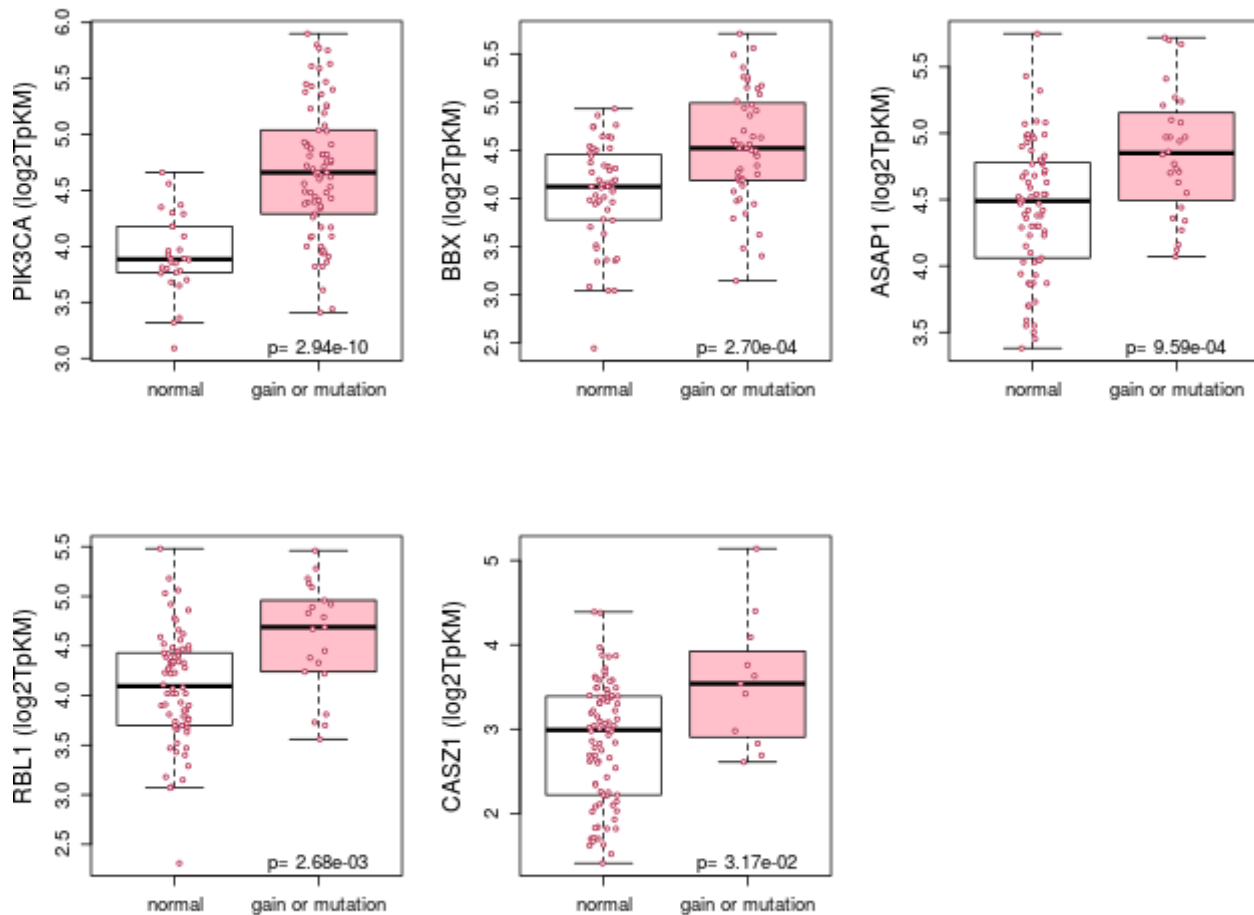 PIK3CA (log2TpKM)
3.0 3.5 4.0 4.5 5.0 5.5 6.0
p= 2.94e-10
normal gain or mutation
BBX (log2TpKM)
2.5 3.0 3.5 4.0 4.5 5.0 5.5
p= 2.70e-04
normal gain or mutation
ASAP1 (log2TpKM)
3.5 4.0 4.5 5.0 5.5
p= 9.59e-04
normal gain or mutation
RBL1 (log2TpKM)
2.5 3.0 3.5 4.0 4.5 5.0 5.5
p= 2.68e-03
normal gain or mutation
CASZ1 (log2TpKM)
2 3 4 5
p= 3.17e-02
normal gain or mutation